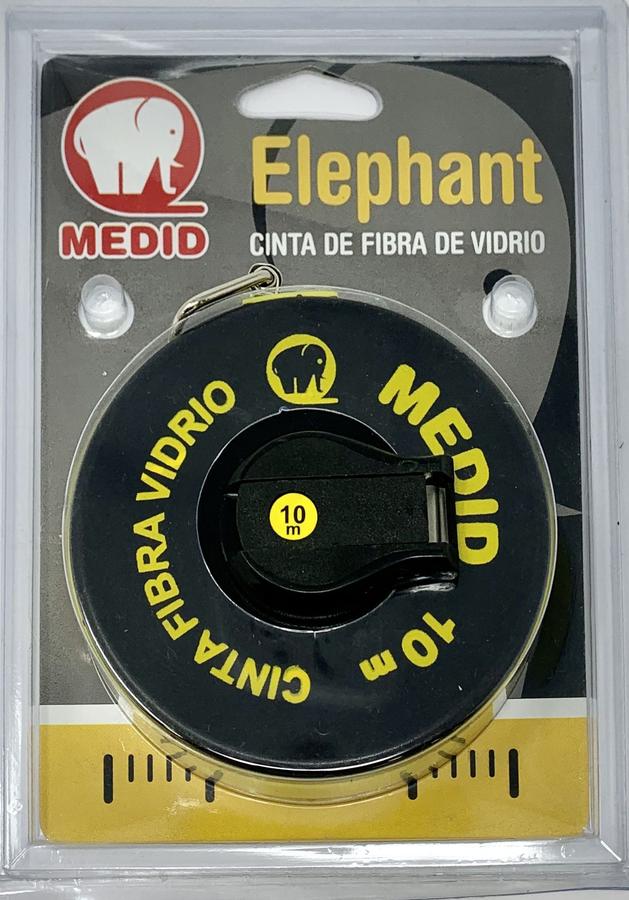 MEDID
Elephant
CINTA DE FIBRA DE VIDRIO
CINTA FIBRA VIDRIO
MEDID
10 m
10
m